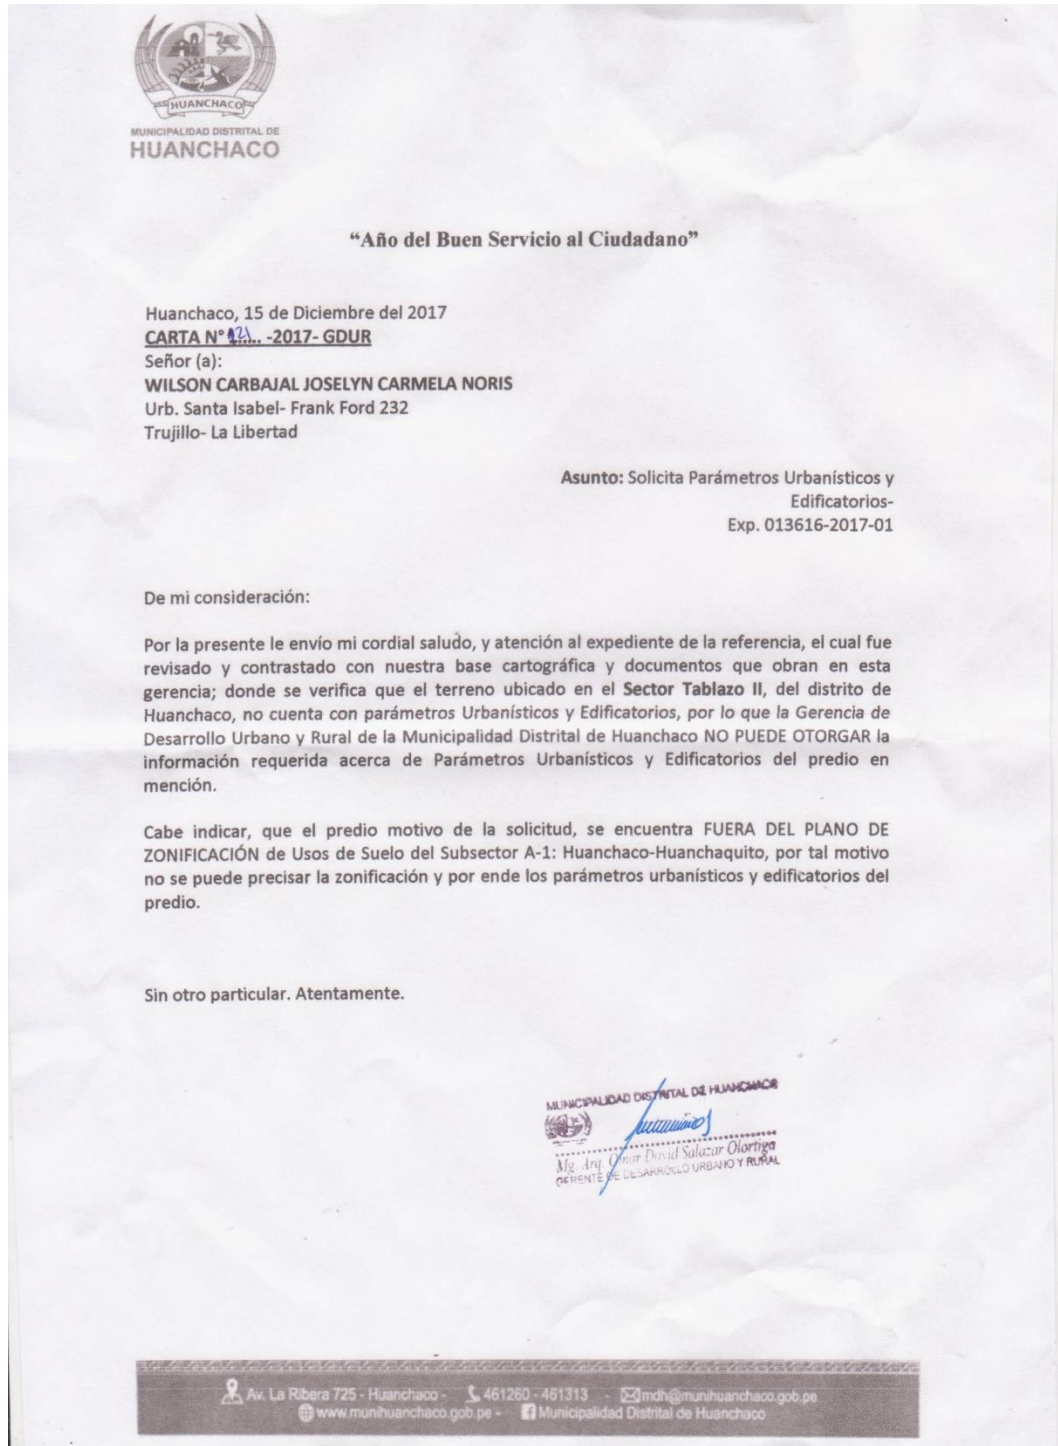 HUANCHACO
MUNICIPALIDAD DISTRITAL DE
HUANCHACO
“Año del Buen Servicio al Ciudadano”
Huanchaco, 15 de Diciembre del 2017
CARTA N° 121... -2017- GDUR
Señor (a):
WILSON CARBAJAL JOSELYN CARMELA NORIS
Urb. Santa Isabel- Frank Ford 232
Trujillo- La Libertad
Asunto: Solicita Parámetros Urbanísticos y
Edificatorios-
Exp. 013616-2017-01
De mi consideración:
Por la presente le envío mi cordial saludo, y atención al expediente de la referencia, el cual fue
revisado y contrastado con nuestra base cartográfica y documentos que obran en esta
gerencia; donde se verifica que el terreno ubicado en el Sector Tablazo II, del distrito de
Huanchaco, no cuenta con parámetros Urbanísticos y Edificatorios, por lo que la Gerencia de
Desarrollo Urbano y Rural de la Municipalidad Distrital de Huanchaco NO PUEDE OTORGAR la
información requerida acerca de Parámetros Urbanísticos y Edificatorios del predio en
mención.
Cabe indicar, que el predio motivo de la solicitud, se encuentra FUERA DEL PLANO DE
ZONIFICACIÓN de Usos de Suelo del Subsector A-1: Huanchaco-Huanchaquito, por tal motivo
no se puede precisar la zonificación y por ende los parámetros urbanísticos y edificatorios del
predio.
Sin otro particular. Atentamente.
MUNICIPALIDAD DISTRITAL DE HUANCHACO
Mg. Arq. Omar David Salazar Olortiga
GERENTE DE DESARROLLO URBANO Y RURAL
Av. La Ribera 725 - Huanchaco - 461260 - 461313 - mdh@munihuanchaco.gob.pe
www.munihuanchaco.gob.pe - Municipalidad Distrital de Huanchaco